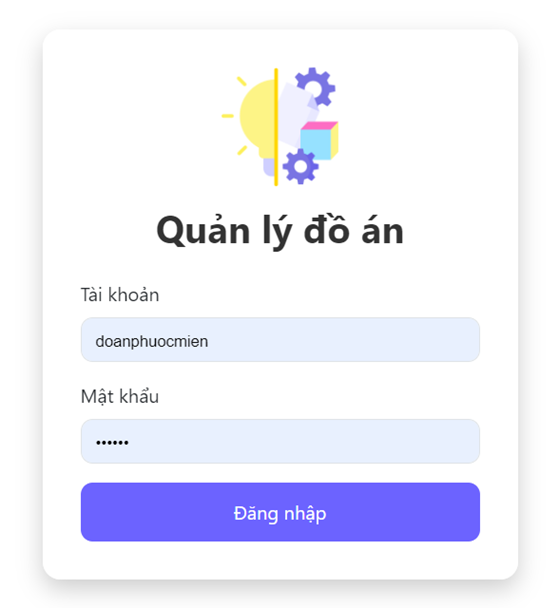 Quản lý đồ án
Tài khoản
doanphuocmien
Mật khẩu
••••••
Đăng nhập